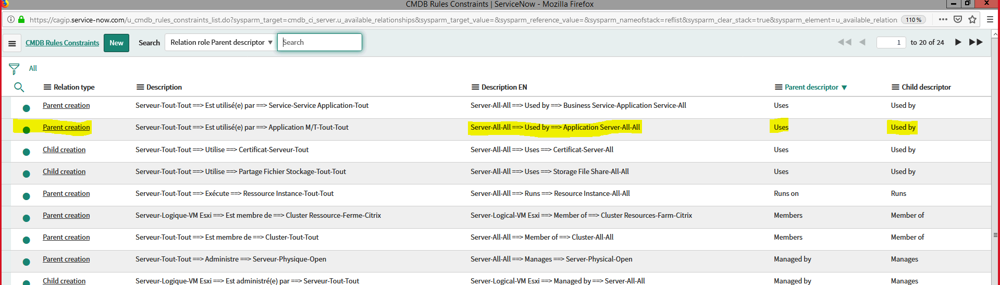 CMDB Rules Constraints | ServiceNow - Mozilla Firefox
https://cagip.service-now.com/u_cmdb_rules_constraints_list.do?sysparm_target=cmdb_ci_server.u_available_relationships&sysparm_target_value=&sysparm_reference_value=&sysparm_nameofstack=reflist&sysparm_clear_stack=true&sysparm_element=u_available_relation 110%
CMDB Rules Constraints New Search Relation role Parent descriptor Search 1 to 20 of 24
All
Relation type Description Description EN Parent descriptor Child descriptor
Parent creation Serveur-Tout-Tout ==> Est utilisé(e) par ==> Service-Service Application-Tout Server-All-All ==> Used by ==> Business Service-Application Service-All Uses Used by
Parent creation Serveur-Tout-Tout ==> Est utilisé(e) par ==> Application M/T-Tout-Tout Server-All-All ==> Used by ==> Application Server-All-All Uses Used by
Child creation Serveur-Tout-Tout ==> Utilise ==> Certificat-Serveur-Tout Server-All-All ==> Uses ==> Certificat-Server-All Uses Used by
Child creation Serveur-Tout-Tout ==> Utilise ==> Partage Fichier Stockage-Tout-Tout Server-All-All ==> Uses ==> Storage File Share-All-All Uses Used by
Parent creation Serveur-Tout-Tout ==> Exécute ==> Ressource Instance-Tout-Tout Server-All-All ==> Runs ==> Resource Instance-All-All Runs on Runs
Parent creation Serveur-Logique-VM Esxi ==> Est membre de ==> Cluster Ressource-Ferme-Citrix Server-Logical-VM Esxi ==> Member of ==> Cluster Resources-Farm-Citrix Members Member of
Parent creation Serveur-Tout-Tout ==> Est membre de ==> Cluster-Tout-Tout Server-All-All ==> Member of ==> Cluster-All-All Members Member of
Parent creation Serveur-Tout-Tout ==> Administre ==> Serveur-Physique-Open Server-All-All ==> Manages ==> Server-Physical-Open Managed by Manages
Child creation Serveur-Logique-VM Esxi ==> Est administré(e) par ==> Serveur-Tout-Tout Server-Logical-VM Esxi ==> Managed by ==> Server-All-All Managed by Manages